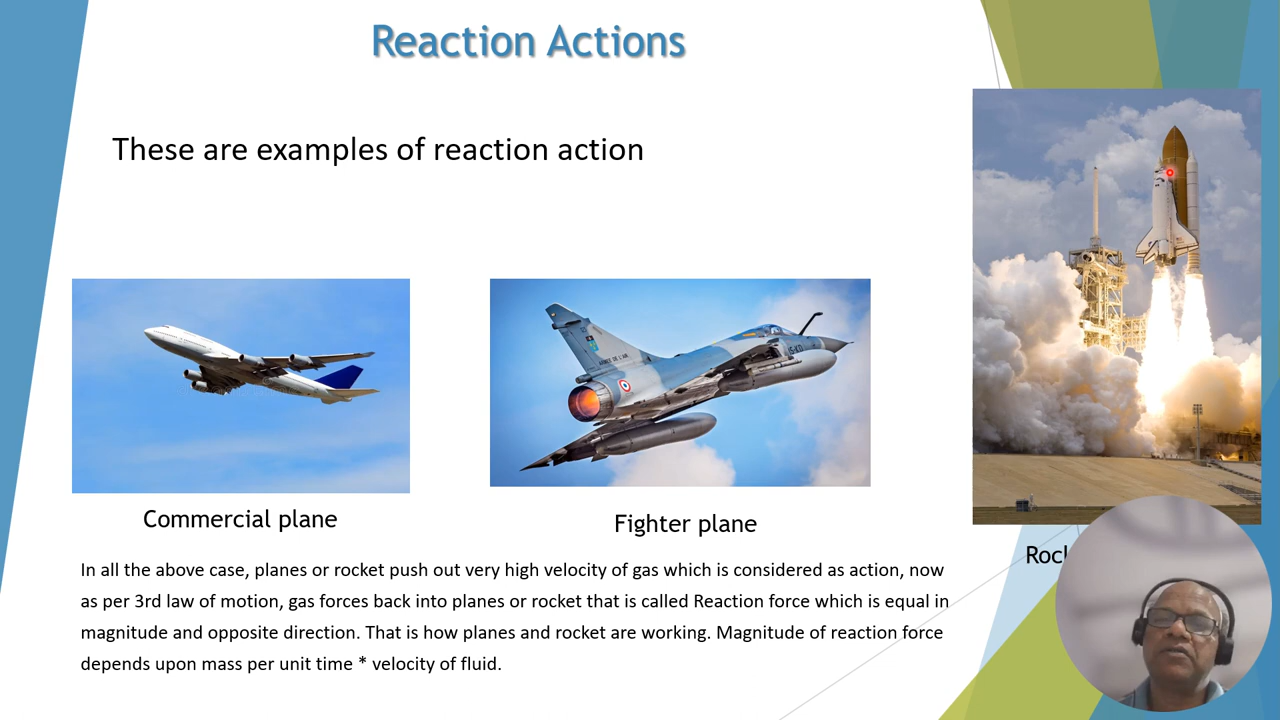 Reaction Actions
These are examples of reaction action
Commercial plane
Fighter plane
In all the above case, planes or rocket push out very high velocity of gas which is considered as action, now
as per 3rd law of motion, gas forces back into planes or rocket that is called Reaction force which is equal in
magnitude and opposite direction. That is how planes and rocket are working. Magnitude of reaction force
depends upon mass per unit time * velocity of fluid.